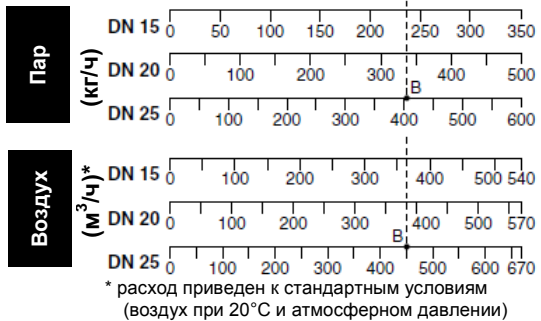 Пар
(кг/ч)
DN 15 0 50 100 150 200 250 300 350
DN 20 0 100 200 300 400 500
B
DN 25 0 100 200 300 400 500 600
Воздух
(м³/ч)*
DN 15 0 100 200 300 400 500 540
DN 20 0 100 200 300 400 500 570
B
DN 25 0 100 200 300 400 500 600 670
* расход приведен к стандартным условиям
(воздух при 20°С и атмосферном давлении)